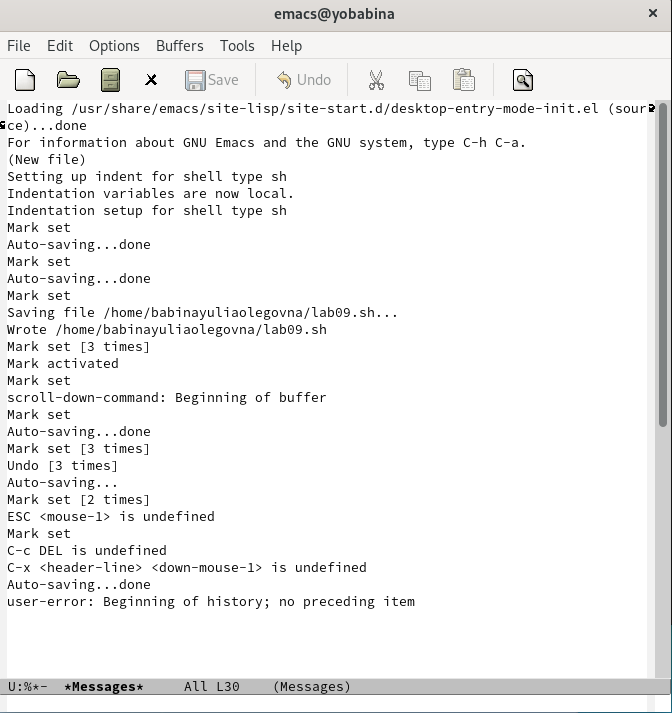 emacs@yobabina
File Edit Options Buffers Tools Help
Save Undo
Loading /usr/share/emacs/site-lisp/site-start.d/desktop-entry-mode-init.el (sour
ce)...done
For information about GNU Emacs and the GNU system, type C-h C-a.
(New file)
Setting up indent for shell type sh
Indentation variables are now local.
Indentation setup for shell type sh
Mark set
Auto-saving...done
Mark set
Auto-saving...done
Mark set
Saving file /home/babinayuliaolegovna/lab09.sh...
Wrote /home/babinayuliaolegovna/lab09.sh
Mark set [3 times]
Mark activated
Mark set
scroll-down-command: Beginning of buffer
Mark set
Auto-saving...done
Mark set [3 times]
Undo [3 times]
Auto-saving...
Mark set [2 times]
ESC <mouse-1> is undefined
Mark set
C-c DEL is undefined
C-x <header-line> <down-mouse-1> is undefined
Auto-saving...done
user-error: Beginning of history; no preceding item
U:%*- *Messages* All L30 (Messages)